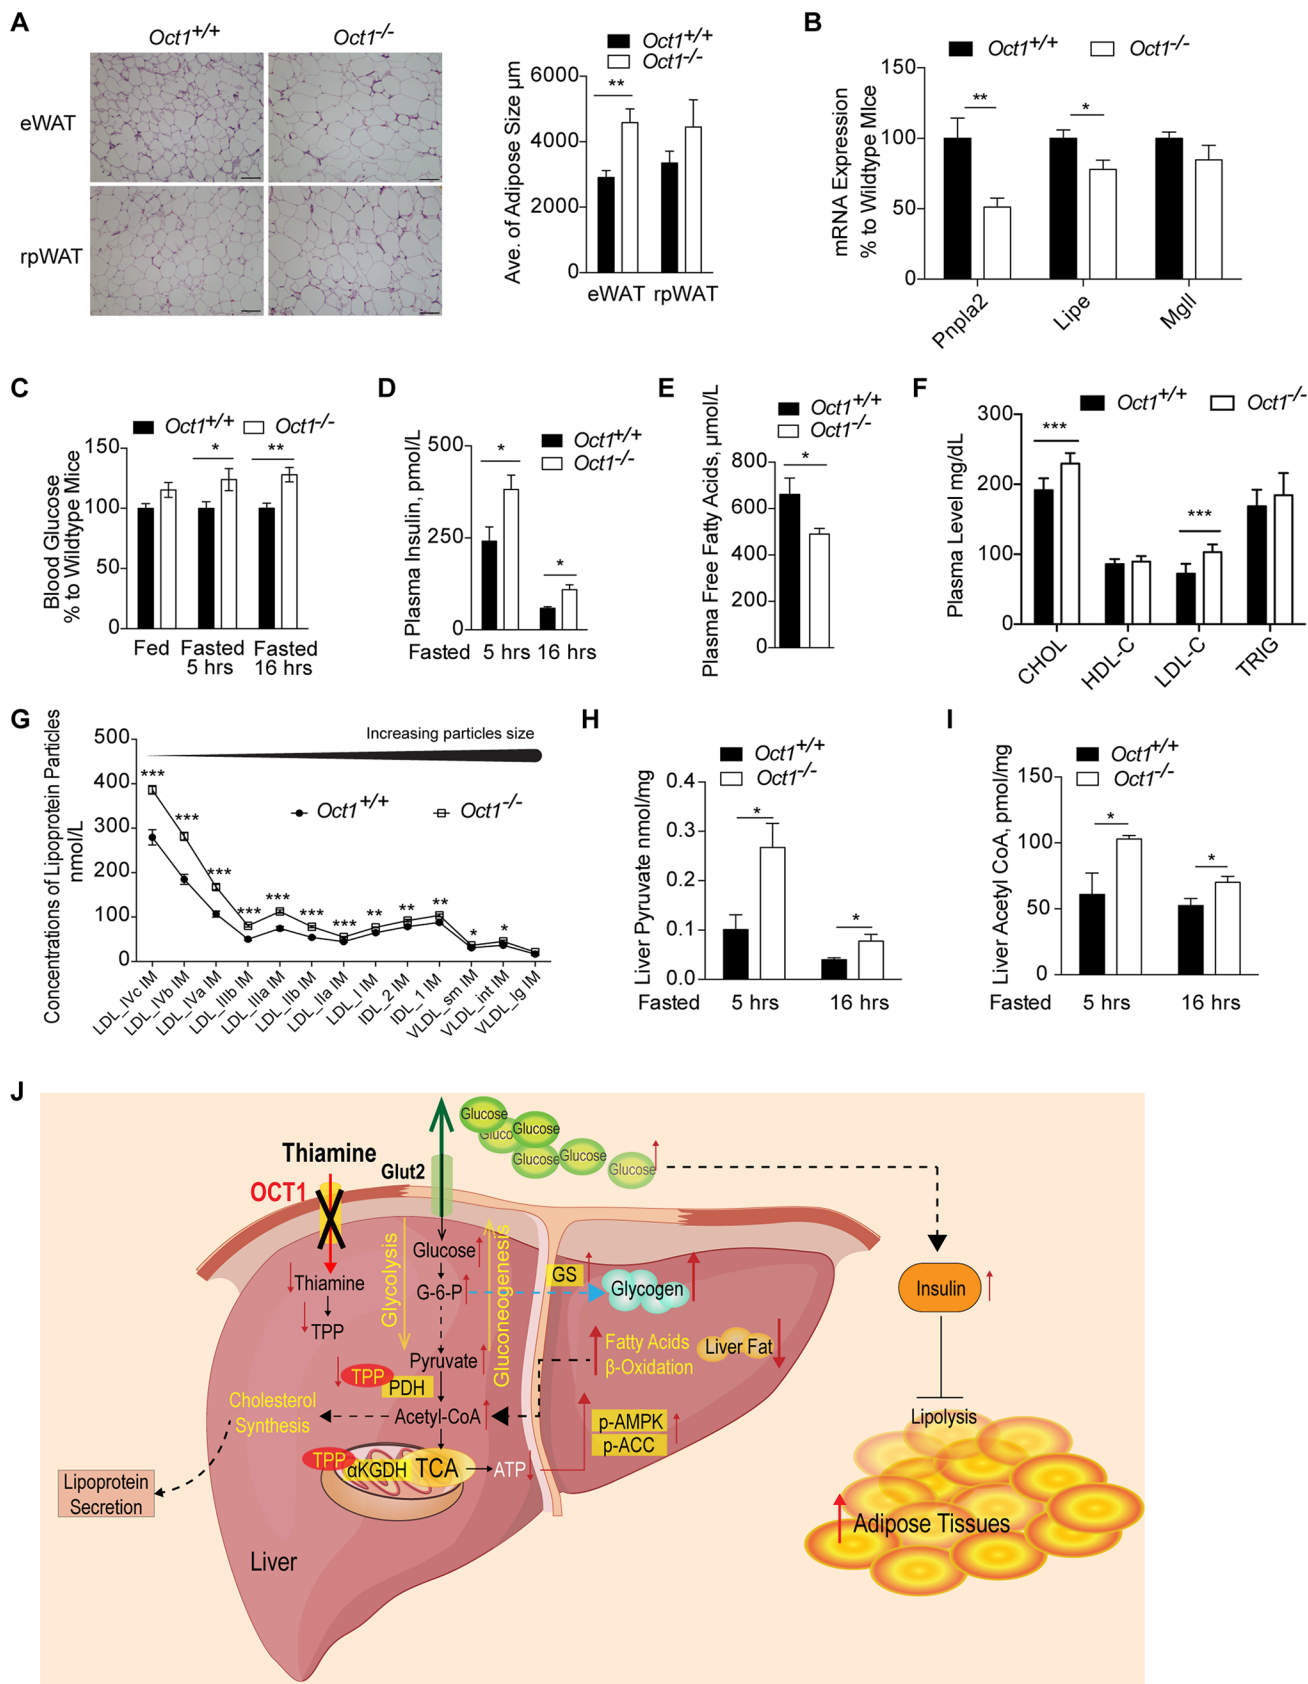 A
Oct1+/+
Oct1-/-
eWAT
rpWAT
Oct1+/+
Oct1-/-
Ave. of Adipose Size µm
6000
4000
2000
0
**
eWAT rpWAT
B
Oct1+/+
Oct1-/-
mRNA Expression
% to Wildtype MIce
150
100
50
0
**
*
Pnpla2
Lipe
Mgll
C
Oct1+/+
Oct1-/-
Blood Glucose
% to Wildtype Mice
150
100
50
0
*
**
Fed
Fasted
5 hrs
Fasted
16 hrs
D
Oct1+/+
Oct1-/-
Plasma Insulin, pmol/L
500
250
0
*
*
Fasted 5 hrs 16 hrs
E
Oct1+/+
Oct1-/-
Plasma Free Fatty Acids, µmol/L
800
600
400
200
0
*
F
Oct1+/+
Oct1-/-
Plasma Level mg/dL
300
200
100
0
***
***
CHOL
HDL-C
LDL-C
TRIG
G
Concentrations of Lipoprotein Particles
nmol/L
Increasing particles size
Oct1+/+
Oct1-/-
500
400
300
200
100
0
***
***
***
***
***
***
***
**
**
**
*
*
LDL_IVc IM
LDL_IVb IM
LDL_IVa IM
LDL_IIIb IM
LDL_IIIa IM
LDL_IIb IM
LDL_IIa IM
LDL_I IM
IDL_2 IM
IDL_1 IM
VLDL_sm IM
VLDL_int IM
VLDL_lg IM
H
Oct1+/+
Oct1-/-
Liver Pyruvate nmol/mg
0.4
0.3
0.2
0.1
0.0
*
*
Fasted 5 hrs 16 hrs
I
Oct1+/+
Oct1-/-
Liver Acetyl CoA, pmol/mg
150
100
50
0
*
*
Fasted 5 hrs 16 hrs
J
Glucose
Gluco
Glucose
Glucose
Glucose
Glucose
Thiamine
Glut2
OCT1
Glycolysis
Gluconeogenesis
Glucose
Thiamine
G-6-P
GS
Glycogen
Insulin
TPP
Pyruvate
Fatty Acids
β-Oxidation
Liver Fat
TPP
PDH
Cholesterol
Synthesis
Acetyl-CoA
p-AMPK
p-ACC
Lipolysis
TPP
αKGDH
TCA
ATP
Lipoprotein
Secretion
Adipose Tissues
Liver